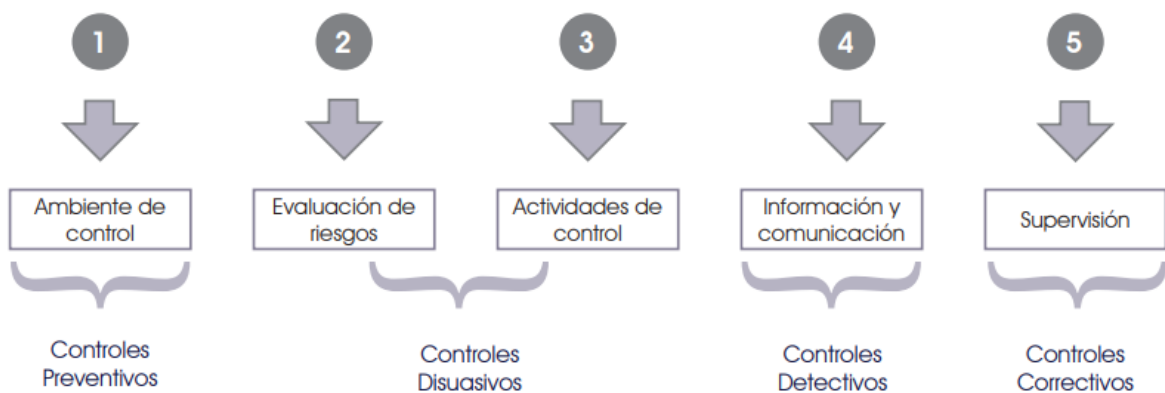 1
2
3
4
5
Ambiente de
control
Evaluación de
riesgos
Actividades de
control
Información y
comunicación
Supervisión
Controles
Preventivos
Controles
Disuasivos
Controles
Detectivos
Controles
Correctivos